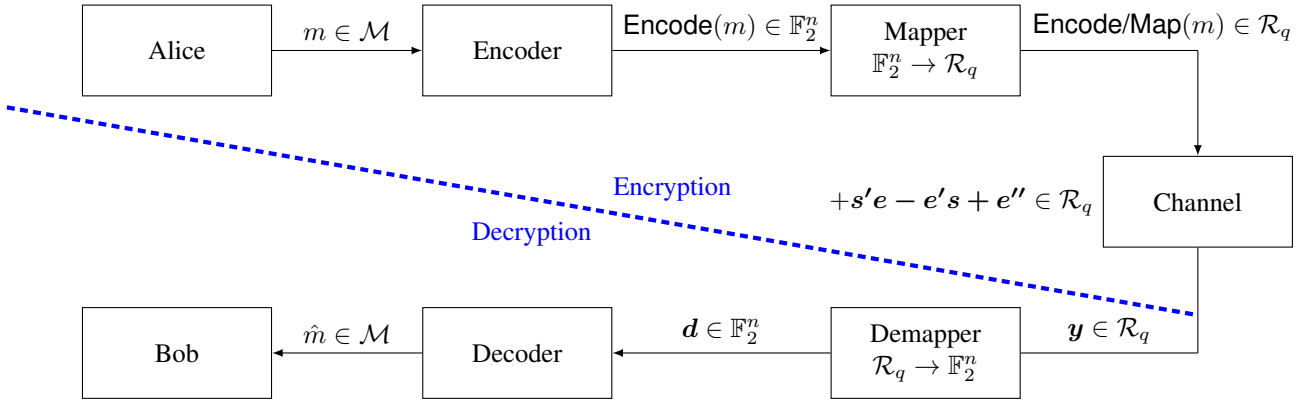 Alice
m ∈ ℳ
Encoder
Encode(m) ∈ 𝔽₂ⁿ
Mapper
𝔽₂ⁿ → ℛ_q
Encode/Map(m) ∈ ℛ_q
+s′e − e′s + e′′ ∈ ℛ_q
Channel
Encryption
Decryption
Bob
m̂ ∈ ℳ
Decoder
d ∈ 𝔽₂ⁿ
Demapper
ℛ_q → 𝔽₂ⁿ
y ∈ ℛ_q